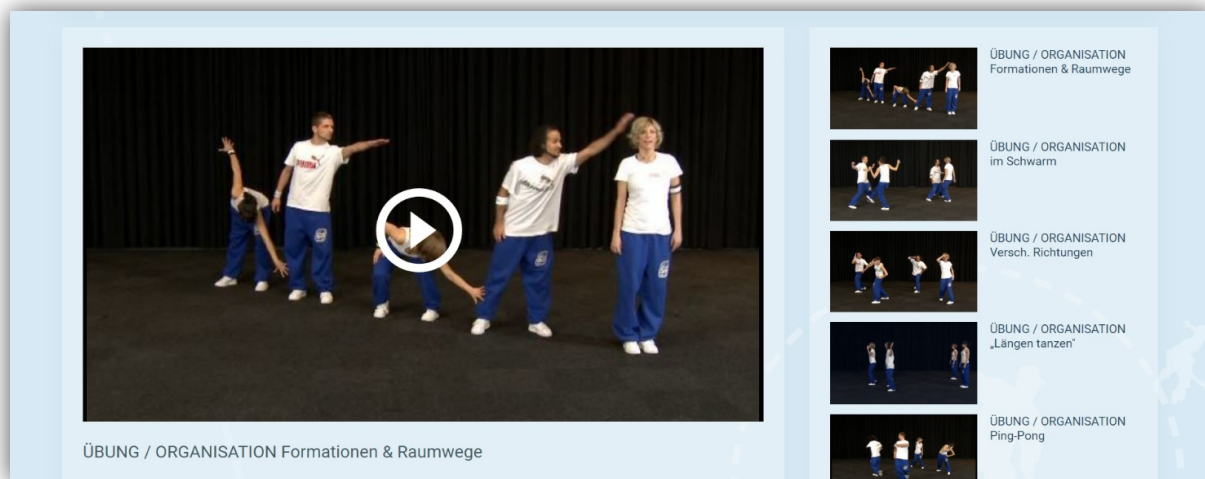 ÜBUNG / ORGANISATION Formationen & Raumwege
ÜBUNG / ORGANISATION
Formationen & Raumwege
ÜBUNG / ORGANISATION
im Schwarm
ÜBUNG / ORGANISATION
Versch. Richtungen
ÜBUNG / ORGANISATION
„Längen tanzen"
ÜBUNG / ORGANISATION
Ping-Pong